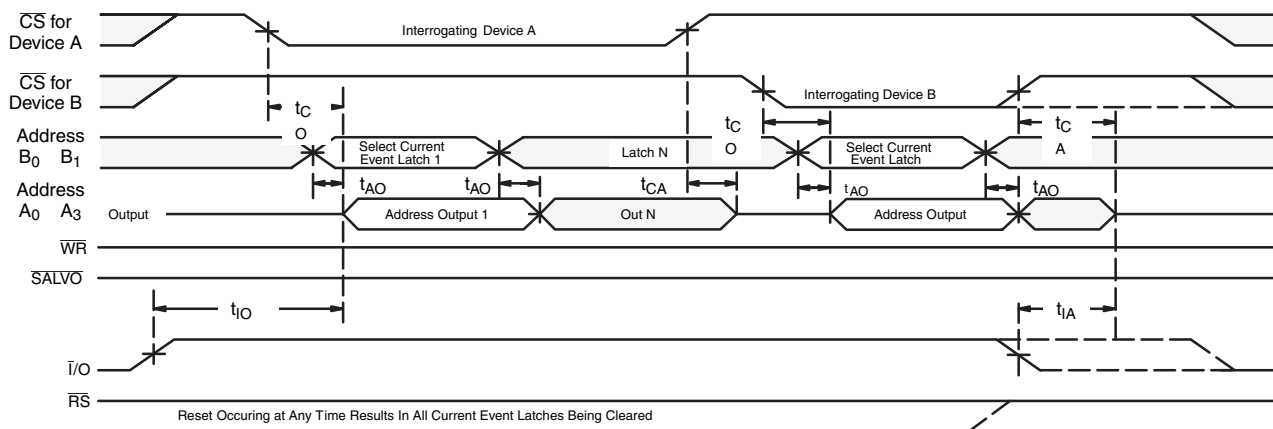 CS for
Device A
Interrogating Device A
CS for
Device B
Interrogating Device B
tC
O
tC
O
tC
A
Address
B0 B1
Select Current
Event Latch 1
Latch N
Select Current
Event Latch
tAO
tAO
tCA
tAO
tAO
Address
A0 A3
Output
Address Output 1
Out N
Address Output
WR
SALVO
tIO
tIA
I/O
RS
Reset Occuring at Any Time Results In All Current Event Latches Being Cleared